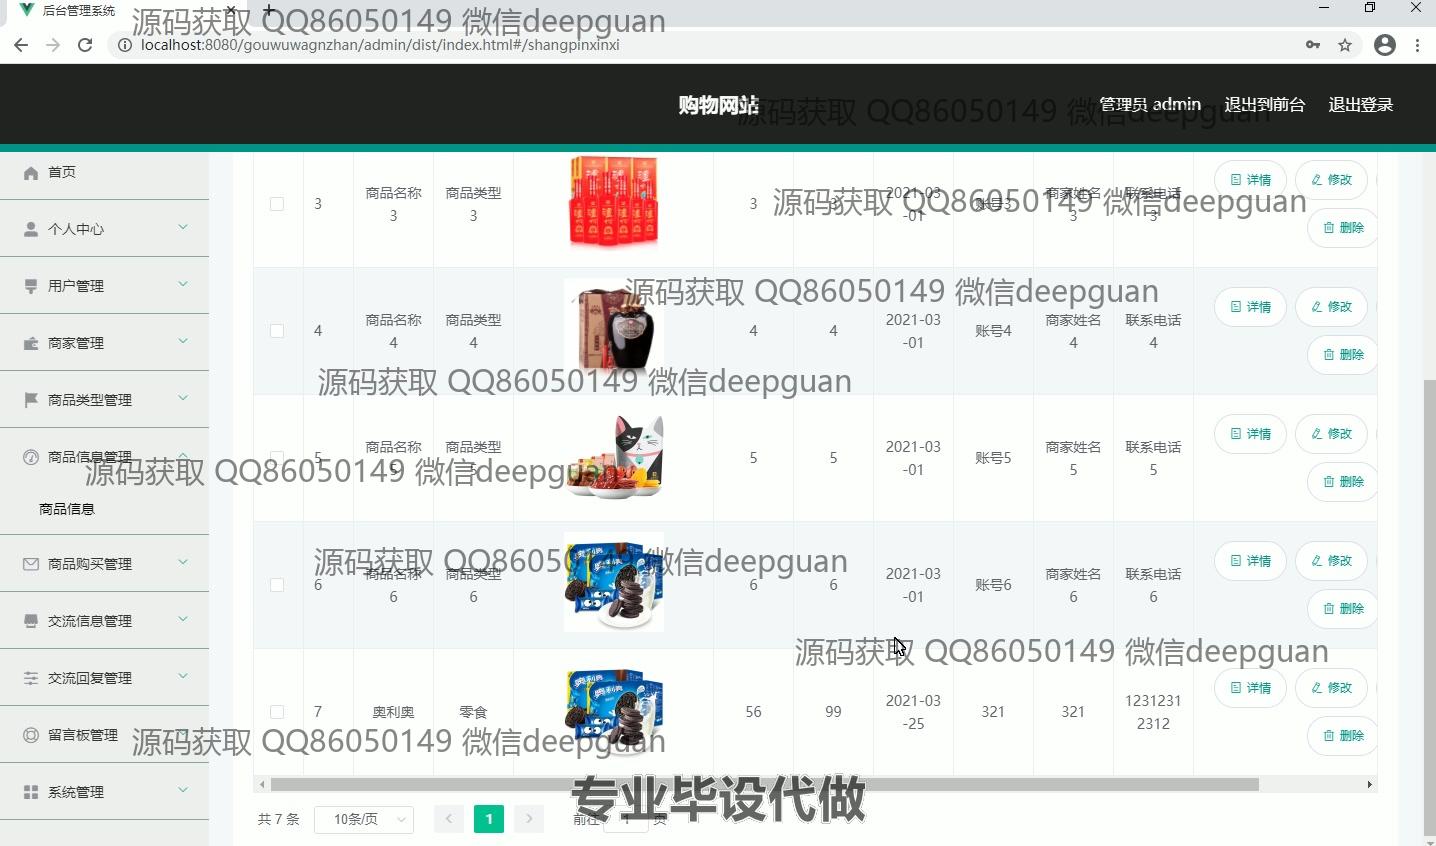 后台管理系统
源码获取 QQ86050149 微信deepguan
localhost:8080/gouwuwagnzhan/admin/dist/index.html#/shangpinxinxi
购物网站
源码获取 QQ86050149 微信deepguan
管理员 admin
退出到前台
退出登录
首页
个人中心
用户管理
商家管理
商品类型管理
商品信息管理
商品信息
商品购买管理
交流信息管理
交流回复管理
留言板管理
系统管理
3
商品名称
3
商品类型
3
3
3
2021-03
-01
账号3
商家姓名
3
联系电话
3
详情
修改
删除
源码获取 QQ86050149 微信deepguan
源码获取 QQ86050149 微信deepguan
4
商品名称
4
商品类型
4
4
4
2021-03
-01
账号4
商家姓名
4
联系电话
4
详情
修改
删除
源码获取 QQ86050149 微信deepguan
5
商品名称
5
商品类型
5
5
5
2021-03
-01
账号5
商家姓名
5
联系电话
5
详情
修改
删除
源码获取 QQ86050149 微信deepguan
源码获取 QQ86050149 微信deepguan
6
商品名称
6
商品类型
6
奥利奥
6
6
2021-03
-01
账号6
商家姓名
6
联系电话
6
详情
修改
删除
源码获取 QQ86050149 微信deepguan
7
奥利奥
零食
奥利奥
56
99
2021-03
-25
321
321
1231231
2312
详情
修改
删除
源码获取 QQ86050149 微信deepguan
专业毕设代做
共 7 条
10条/页
1
前往
1
页